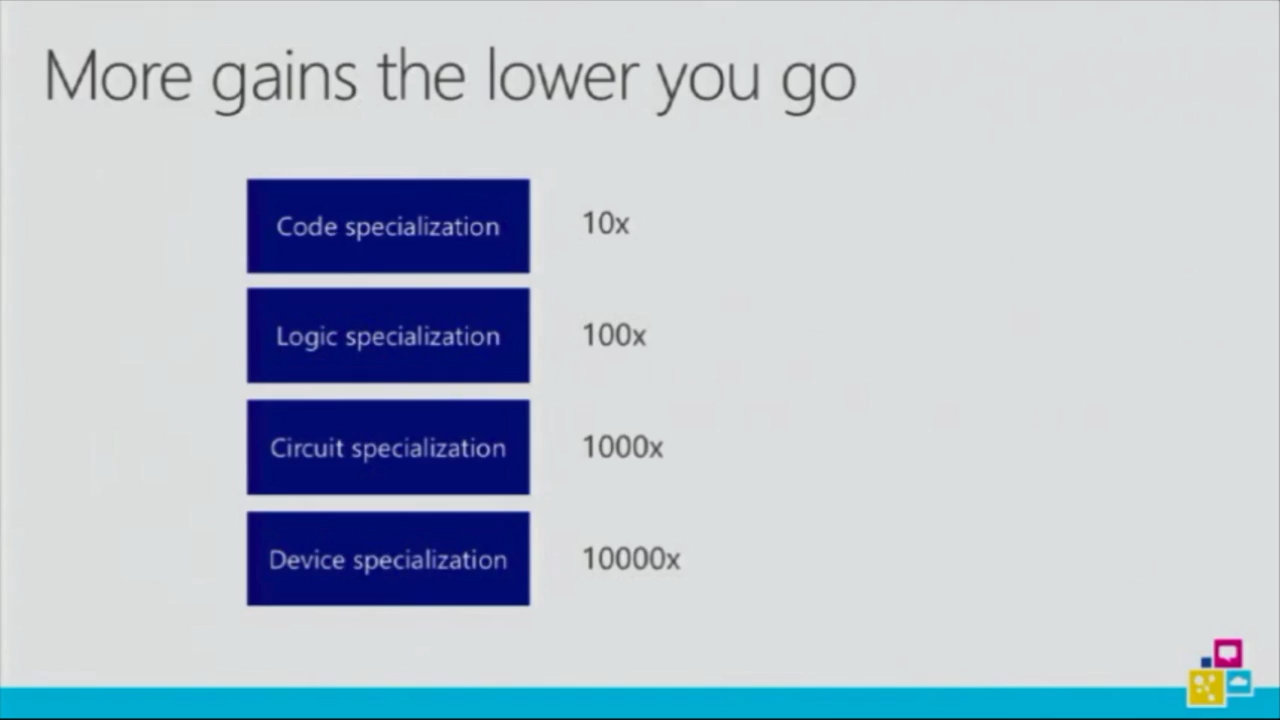 More gains the lower you go
Code specialization 10x
Logic specialization 100x
Circuit specialization 1000x
Device specialization 10000x